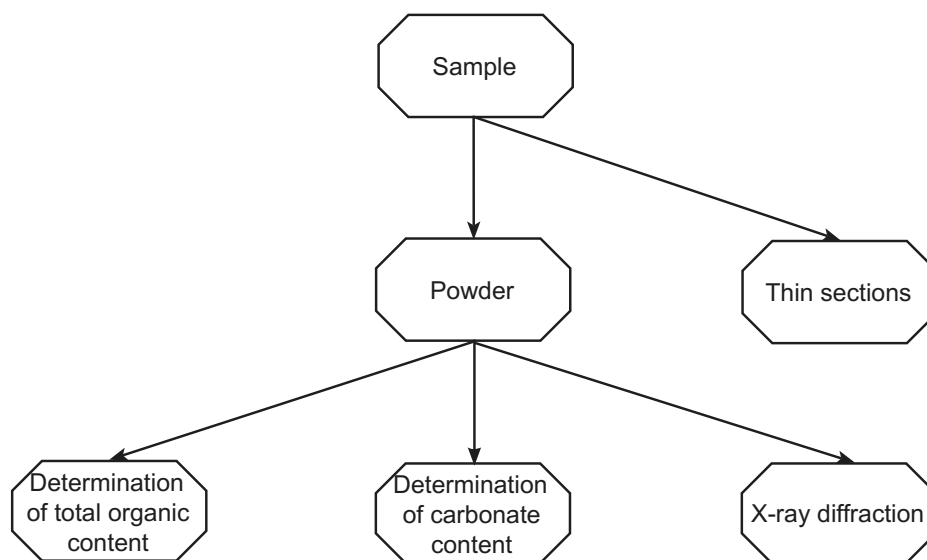 Sample
Powder
Thin sections
Determination
of total organic
content
Determination
of carbonate
content
X-ray diffraction